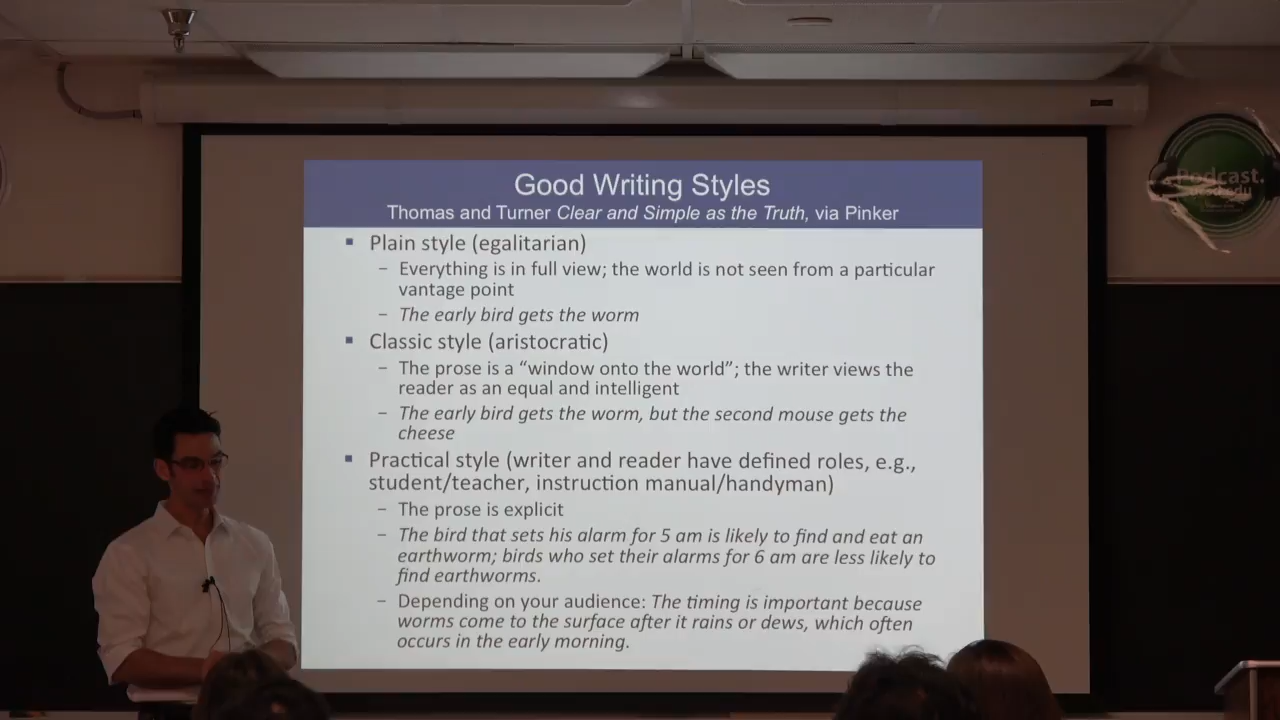 Good Writing Styles
Thomas and Turner Clear and Simple as the Truth, via Pinker
▪ Plain style (egalitarian)
– Everything is in full view; the world is not seen from a particular
vantage point
– The early bird gets the worm
▪ Classic style (aristocratic)
– The prose is a “window onto the world”; the writer views the
reader as an equal and intelligent
– The early bird gets the worm, but the second mouse gets the
cheese
▪ Practical style (writer and reader have defined roles, e.g.,
student/teacher, instruction manual/handyman)
– The prose is explicit
– The bird that sets his alarm for 5 am is likely to find and eat an
earthworm; birds who set their alarms for 6 am are less likely to
find earthworms.
– Depending on your audience: The timing is important because
worms come to the surface after it rains or dews, which often
occurs in the early morning.
Podcast.